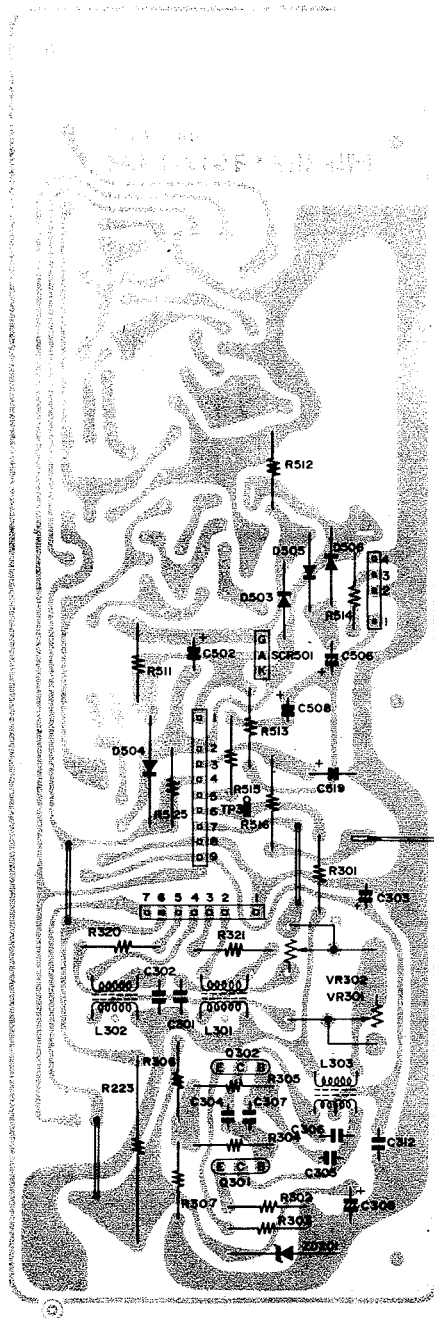 R512
D505
D506
4
3
2
D503
R514
1
G
A SCR501
K
C502
C506
R511
C508
1
R513
D504
2
3
4
R515
C519
5
R525
TP3
6
R516
7
8
9
R301
C303
7 6 5 4 3 2 1
R320
R321
C302
VR302
VR301
L302
C301
L301
Q302
L303
R306
E C B
R223
R305
C304
C307
C306
R304
C312
C305
E C B
Q301
R307
R302
C308
R303
ZD201